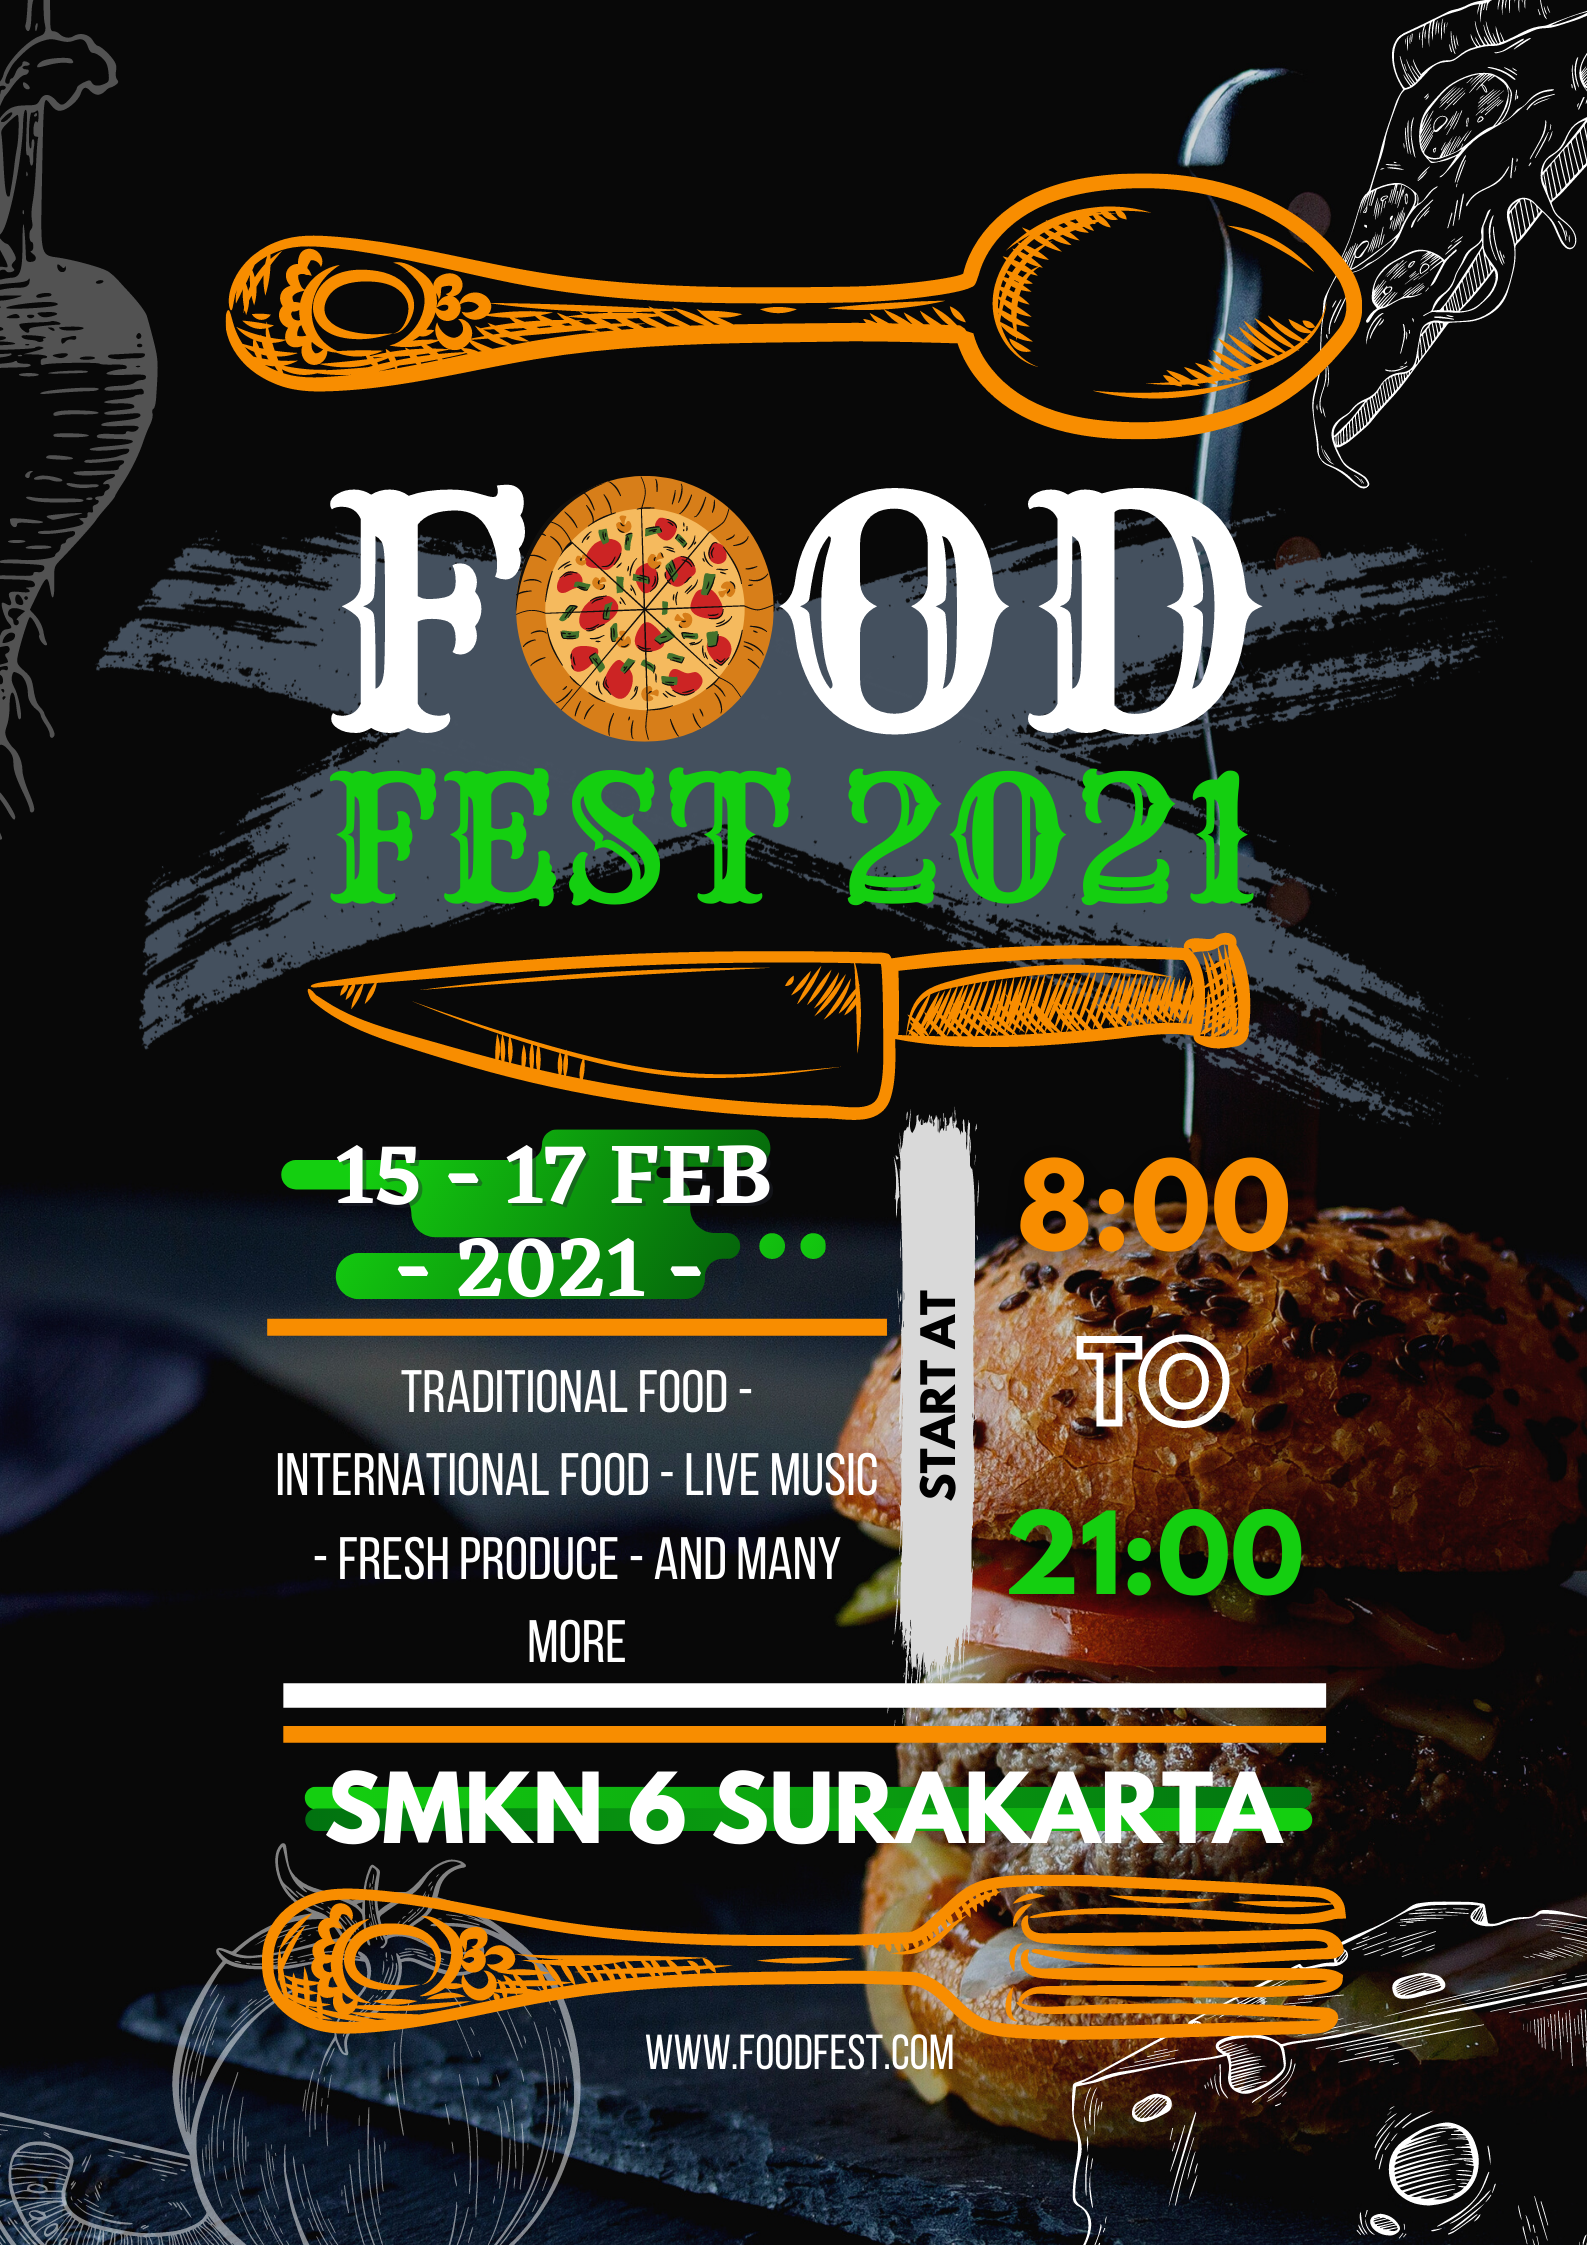 FOOD
FEST 2021
15 - 17 FEB
- 2021 -
TRADITIONAL FOOD -
INTERNATIONAL FOOD - LIVE MUSIC
- FRESH PRODUCE - AND MANY
MORE
START AT
8:00
TO
21:00
SMKN 6 SURAKARTA
WWW.FOODFEST.COM